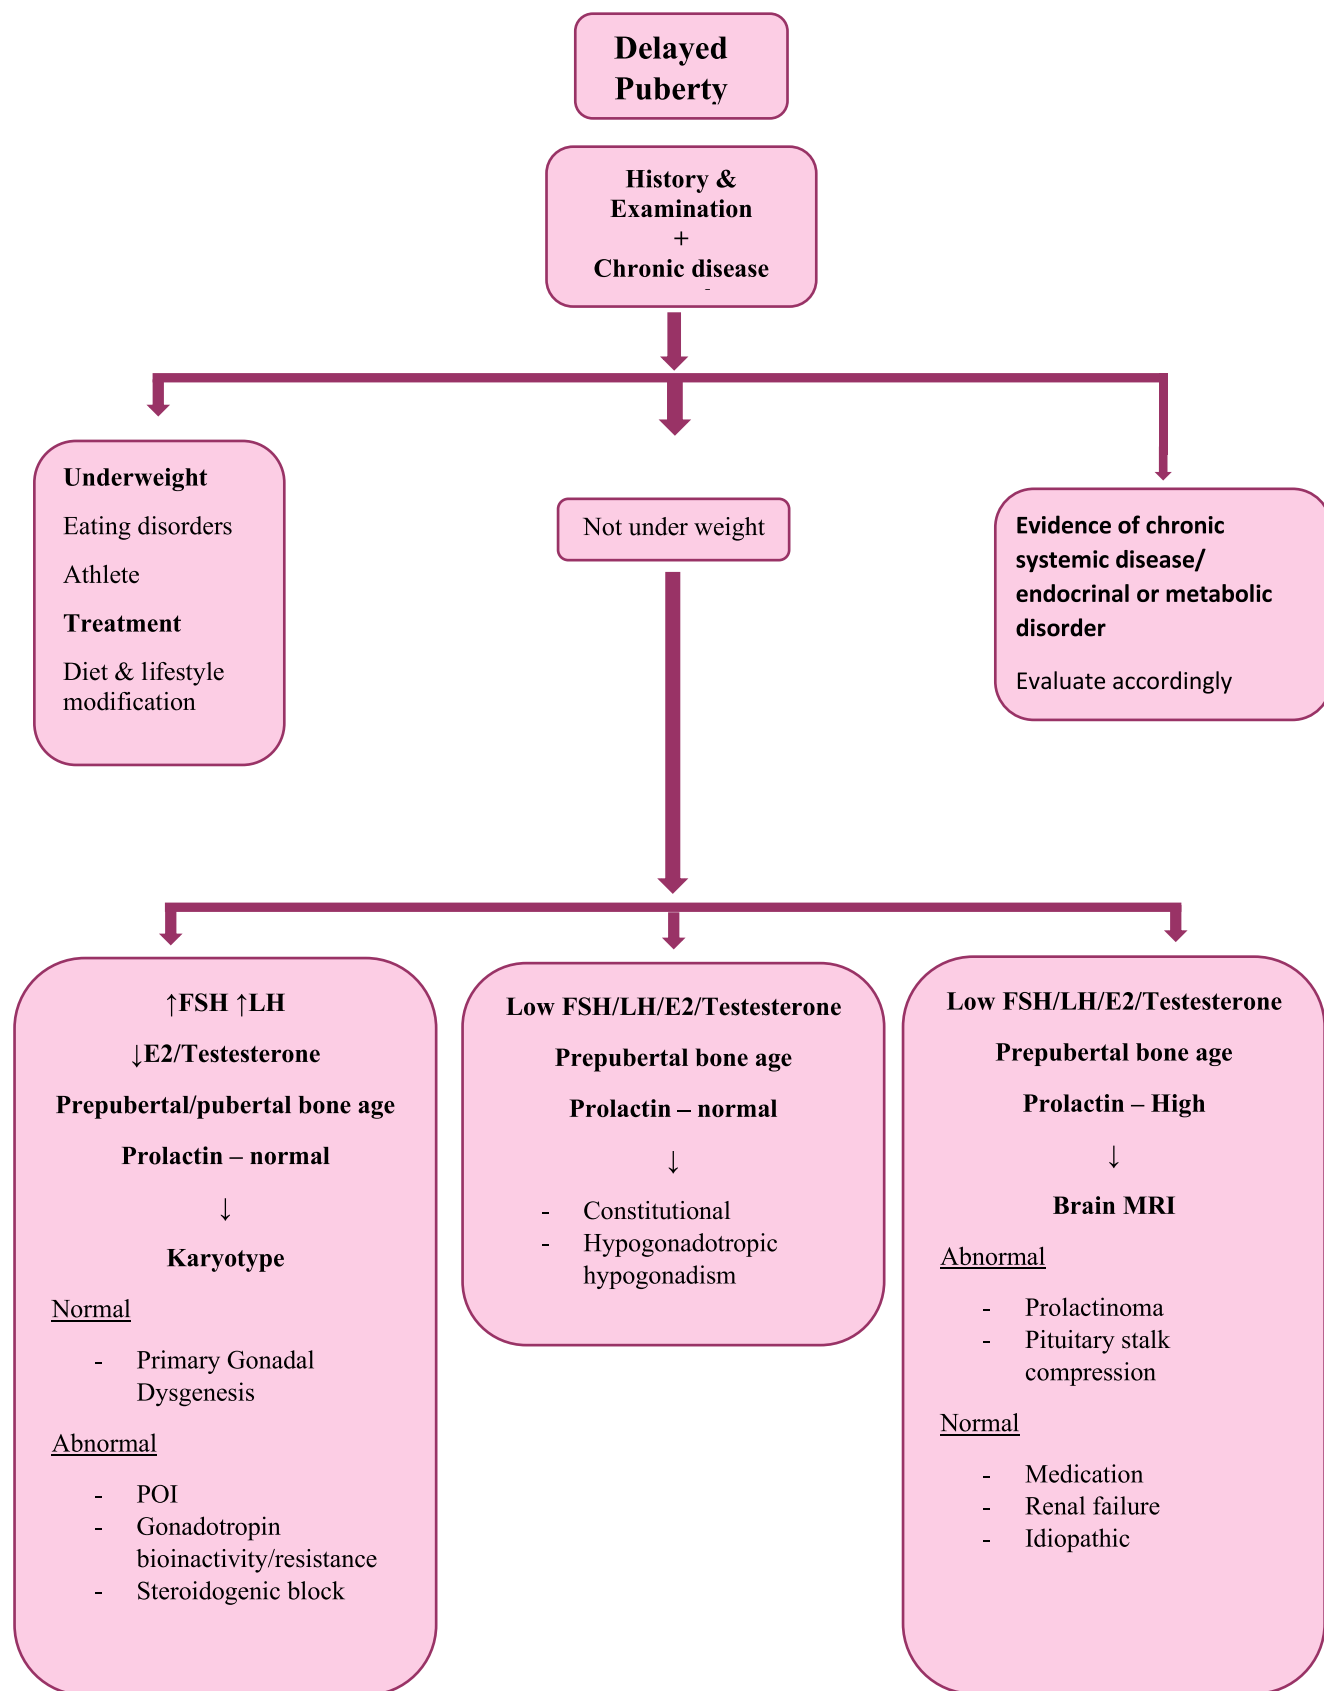 Delayed
Puberty
History &
Examination
+
Chronic disease
Underweight
Eating disorders
Athlete
Treatment
Diet & lifestyle
modification
Not under weight
Evidence of chronic
systemic disease/
endocrinal or metabolic
disorder
Evaluate accordingly
↑FSH ↑LH
↓E2/Testesterone
Prepubertal/pubertal bone age
Prolactin – normal
↓
Karyotype
Normal
- Primary Gonadal
Dysgenesis
Abnormal
- POI
- Gonadotropin
bioinactivity/resistance
- Steroidogenic block
Low FSH/LH/E2/Testesterone
Prepubertal bone age
Prolactin – normal
↓
- Constitutional
- Hypogonadotropic
hypogonadism
Low FSH/LH/E2/Testesterone
Prepubertal bone age
Prolactin – High
↓
Brain MRI
Abnormal
- Prolactinoma
- Pituitary stalk
compression
Normal
- Medication
- Renal failure
- Idiopathic